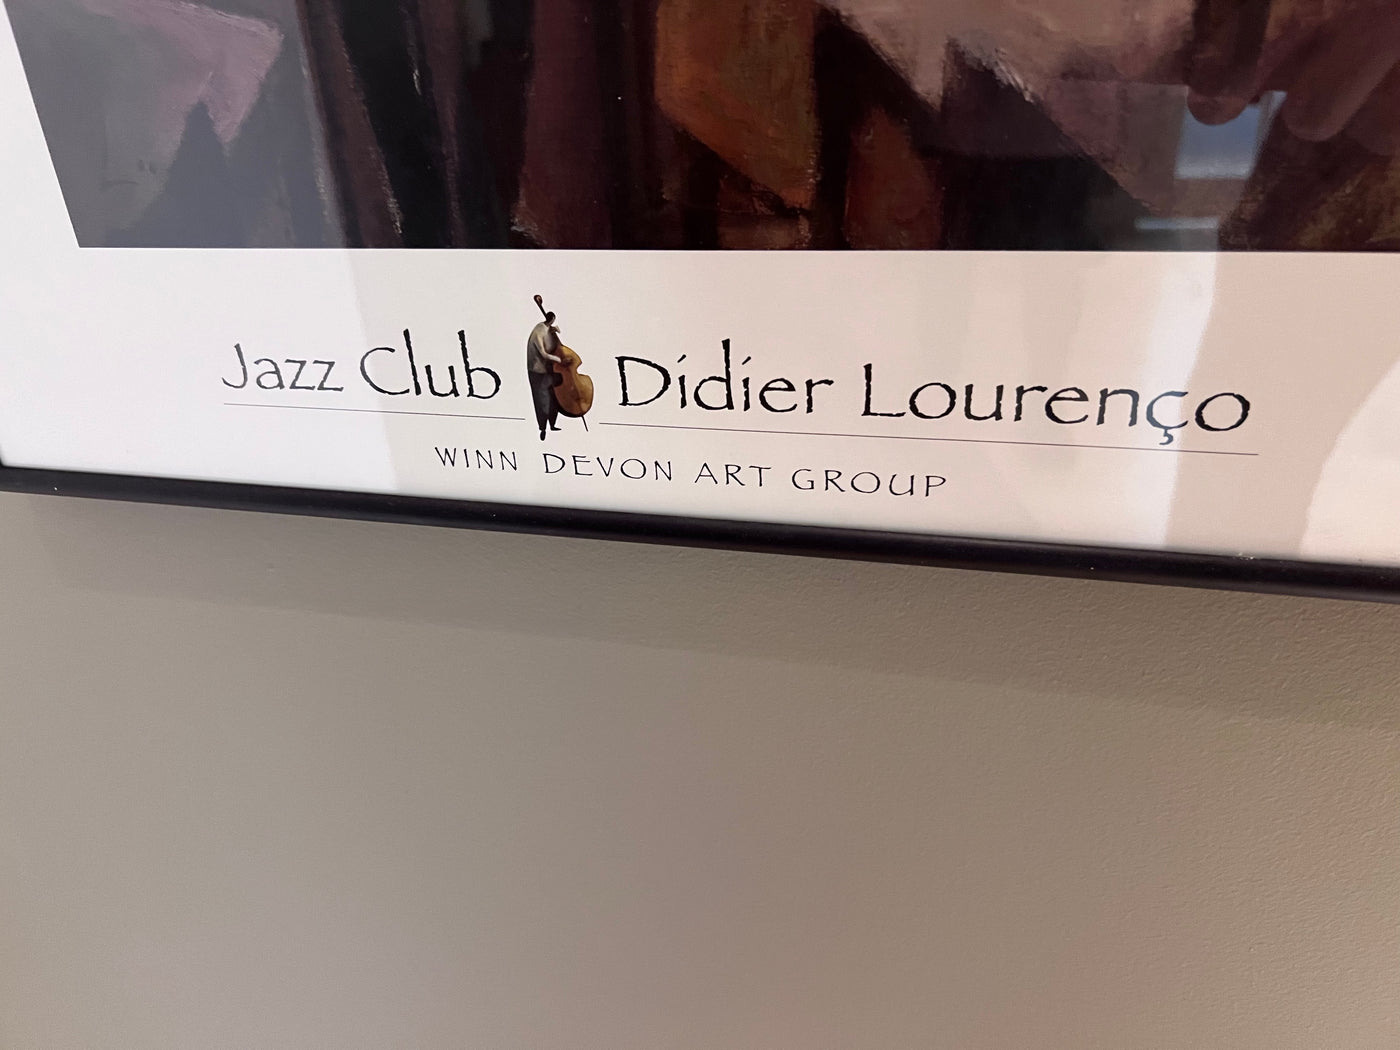 Jazz Club Didier Lourenço
WINN DEVON ART GROUP